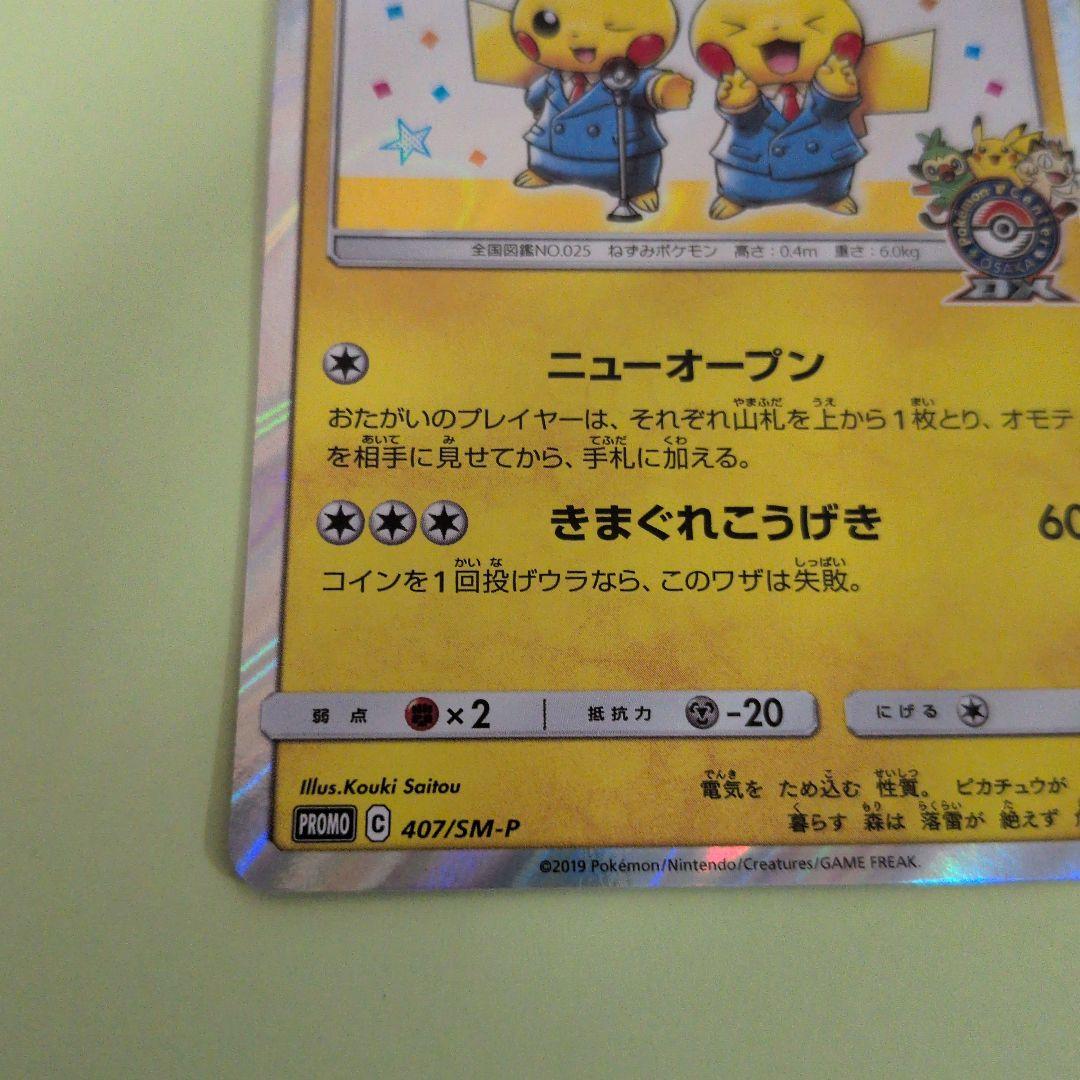 全国図鑑NO.025 ねずみポケモン 高さ：0.4m 重さ：6.0kg
Pokémon Center
OSAKA
DX
ニューオープン
おたがいのプレイヤーは、それぞれ山札を上から1枚とり、オモテ
を相手に見せてから、手札に加える。
きまぐれこうげき 60
コインを1回投げウラなら、このワザは失敗。
弱点 ×2 抵抗力 -20 にげる
Illus.Kouki Saitou
電気を ため込む 性質。 ピカチュウが
暮らす 森は 落雷が 絶えず
PROMO C 407/SM-P
©2019 Pokémon/Nintendo/Creatures/GAME FREAK.